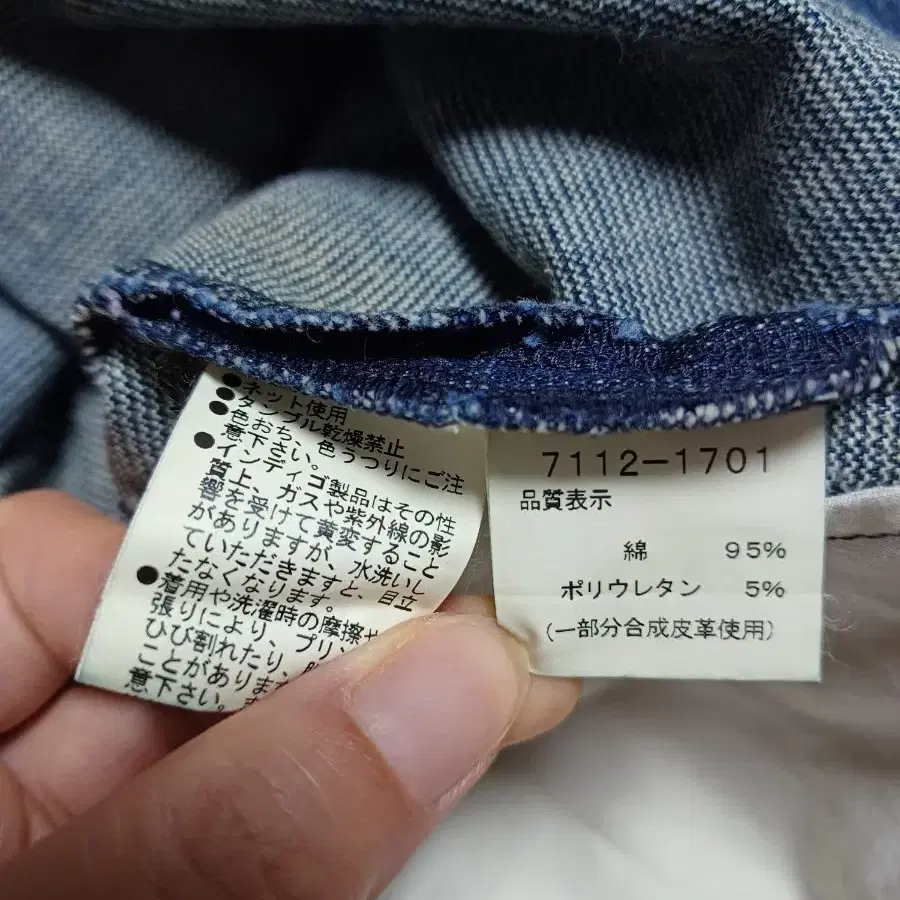 ●ネット使用
●タンブル乾燥禁止
●色おち、色うつりにご注
意下さい。
●インディゴ製品はその性
質上、ガスや紫外線の影
響を受けて黄変すること
がありますが、水洗いし
ていただきますと、目立
たなくなります。
●着用や洗濯時の摩擦や
張りにより、プリン
ひび割れたり、
ことがあります
意下さい。
7112-1701
品質表示
綿 95%
ポリウレタン 5%
(一部分合成皮革使用)